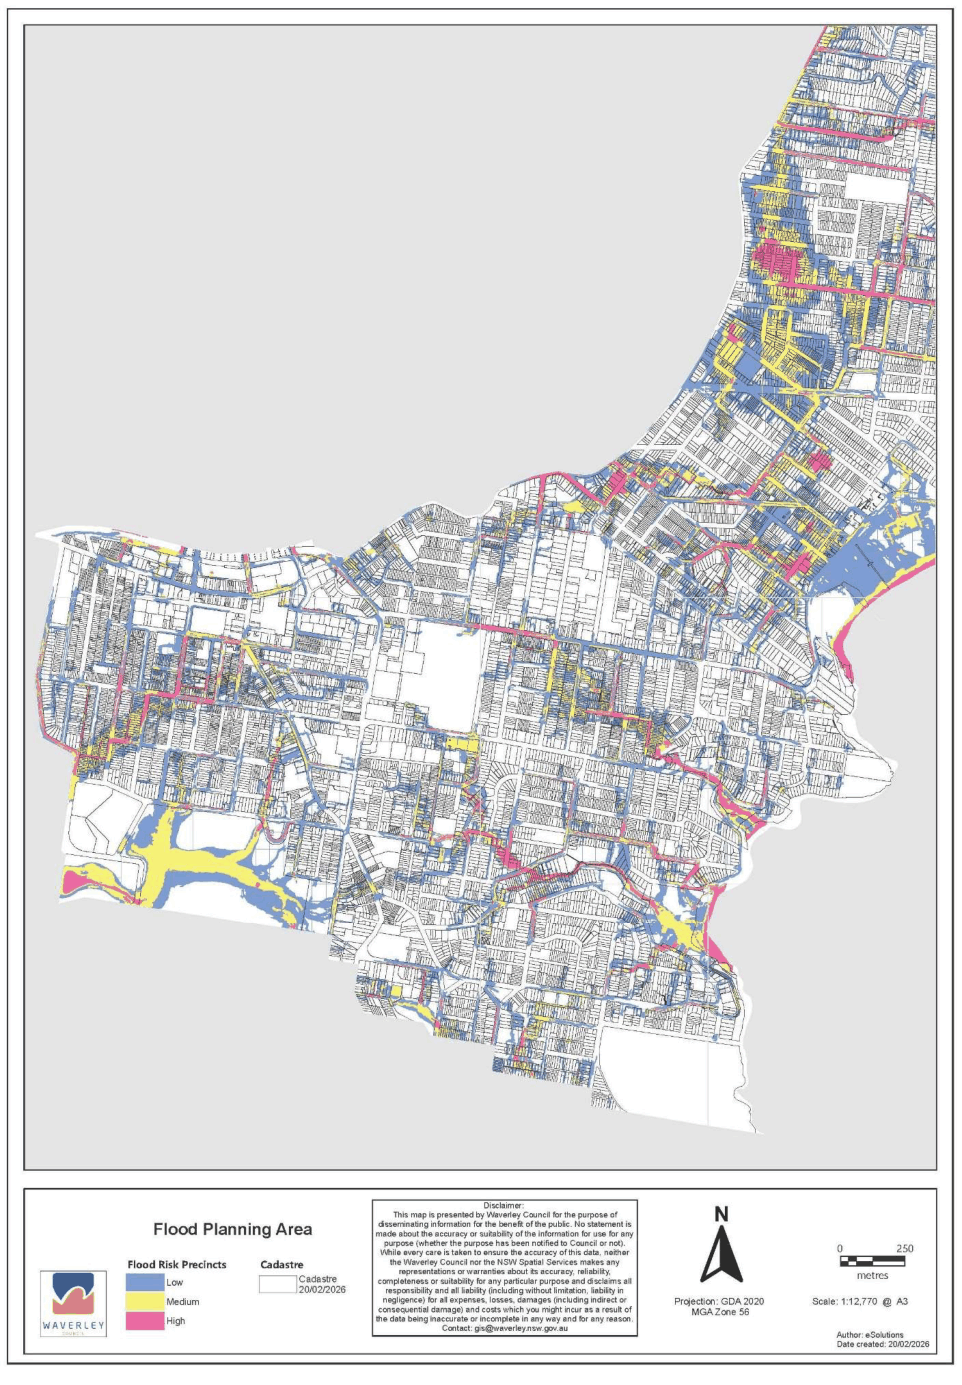 Flood Planning Area
Flood Risk Precincts
Low
Medium
High
Cadastre
Cadastre
20/02/2026
WAVERLEY
COUNCIL
Disclaimer:
This map is presented by Waverley Council for the purpose of
disseminating information for the benefit of the public. No statement is
made about the accuracy or suitability of the information for use for any
purpose (whether the purpose has been notified to Council or not).
While every care is taken to ensure the accuracy of this data, neither
the Waverley Council nor the NSW Spatial Services makes any
representations or warranties about its accuracy, reliability,
completeness or suitability for any particular purpose and disclaims all
responsibility and all liability (including without limitation, liability in
negligence) for all expenses, losses, damages (including indirect or
consequential damage) and costs which you might incur as a result of
the data being inaccurate or incomplete in any way and for any reason.
Contact: gis@waverley.nsw.gov.au
N
Projection: GDA 2020
MGA Zone 56
0 250
metres
Scale: 1:12,770 @ A3
Author: eSolutions
Date created: 20/02/2026